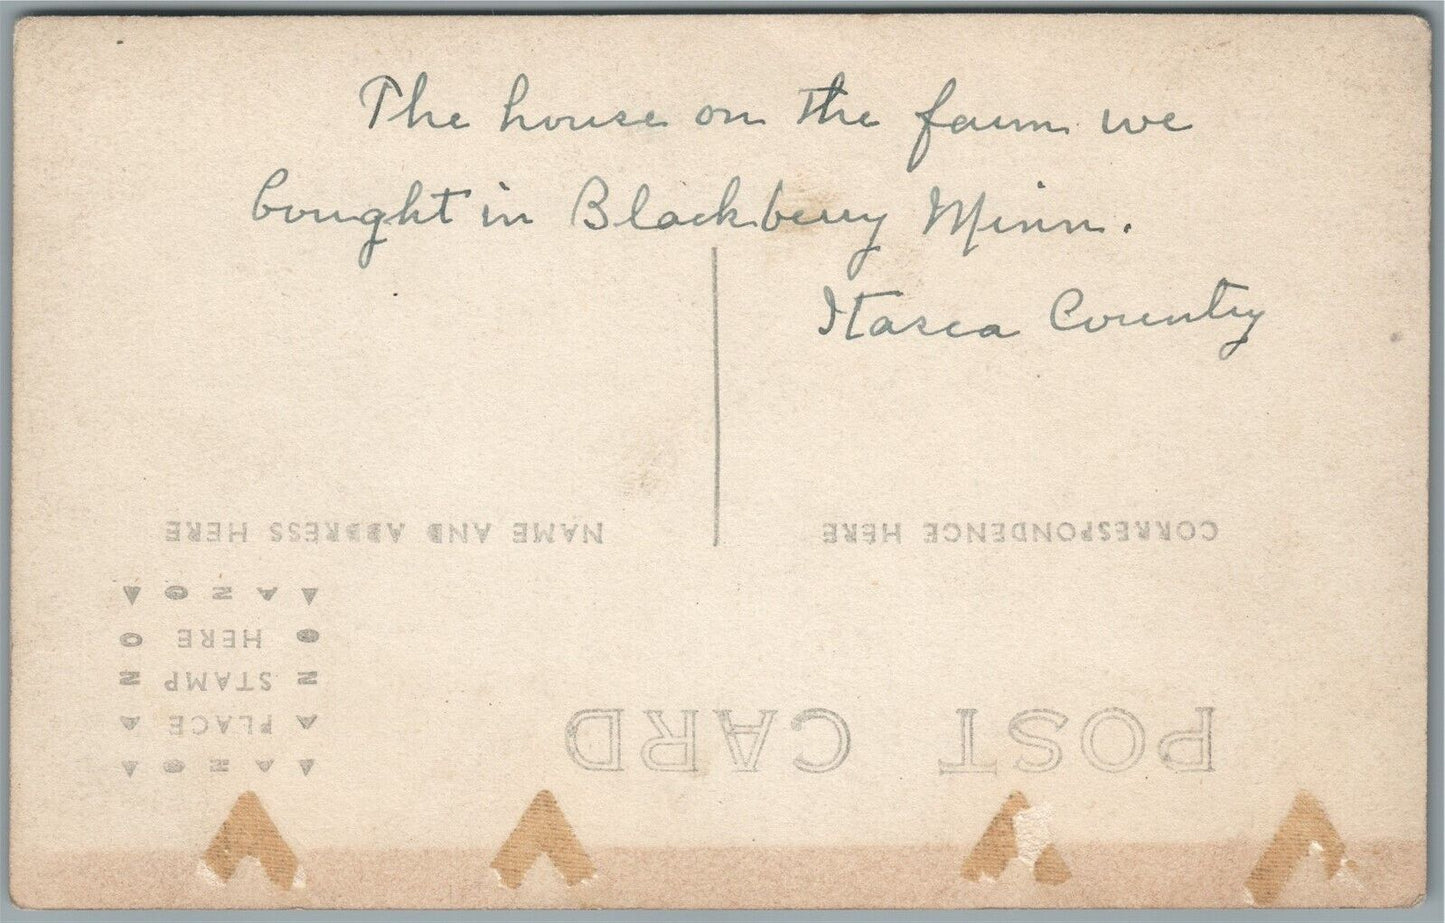 The house on the farm we
bought in Blackberry Minn.
Itasca County
NAME AND ADDRESS HERE
CORRESPONDENCE HERE
▲ A Z O ▲
O HERE O
Z STAMP Z
A PLACE A
▲ A Z O ▲
POST CARD